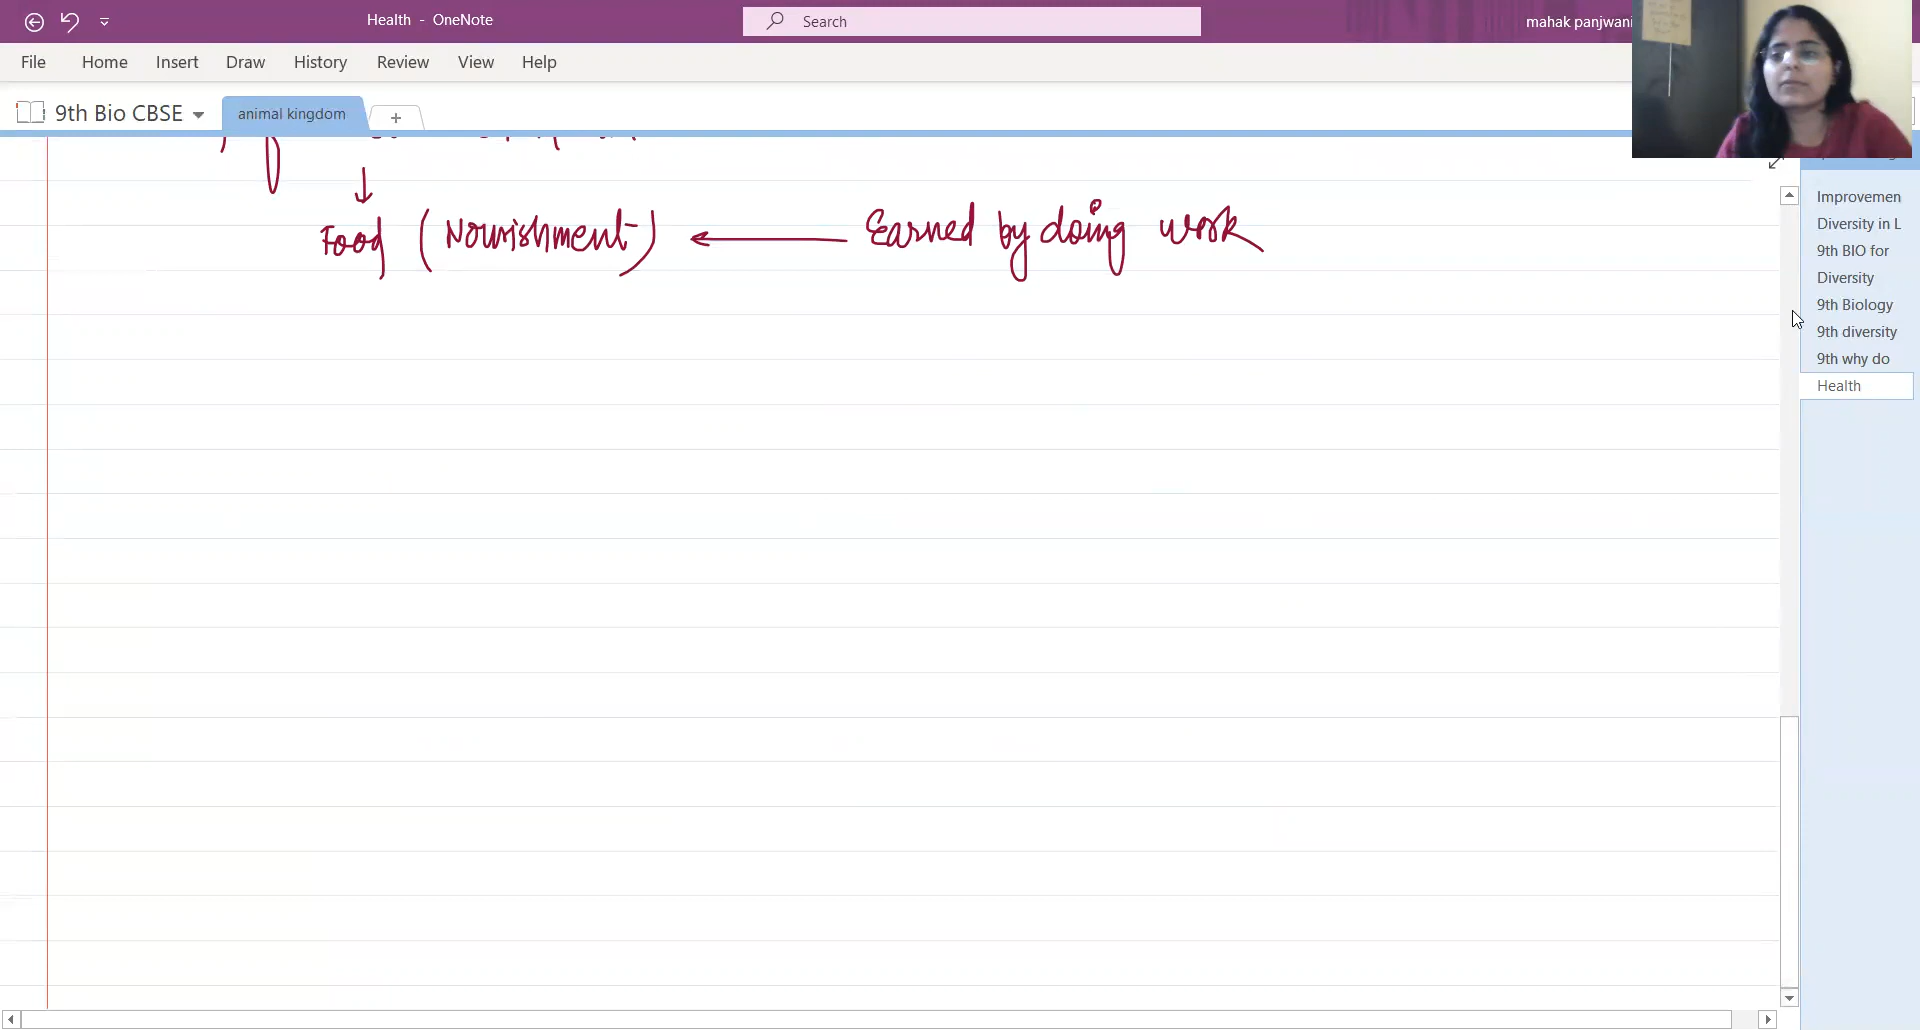 Health - OneNote
Search
mahak panjwani
File Home Insert Draw History Review View Help
9th Bio CBSE
animal kingdom
+
Food (Nourishment) ← Earned by doing work
Improvemen
Diversity in L
9th BIO for
Diversity
9th Biology
9th diversity
9th why do
Health